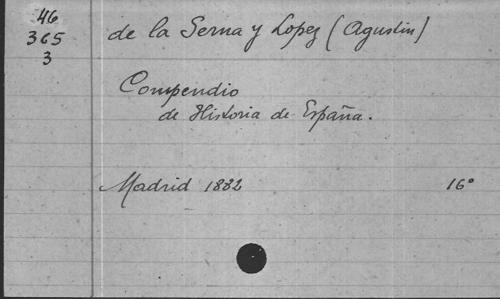 46
365
3
de la Serna y Lopez (Agustin)
Compendio
de Historia de España.
Madrid 1882 16°